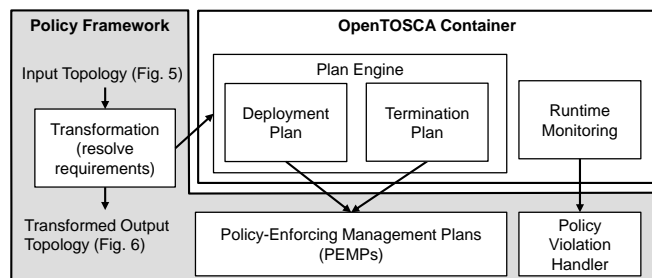 Policy Framework
OpenTOSCA Container
Input Topology (Fig. 5)
Transformation
(resolve
requirements)
Transformed Output
Topology (Fig. 6)
Plan Engine
Deployment
Plan
Termination
Plan
Runtime
Monitoring
Policy-Enforcing Management Plans
(PEMPs)
Policy
Violation
Handler